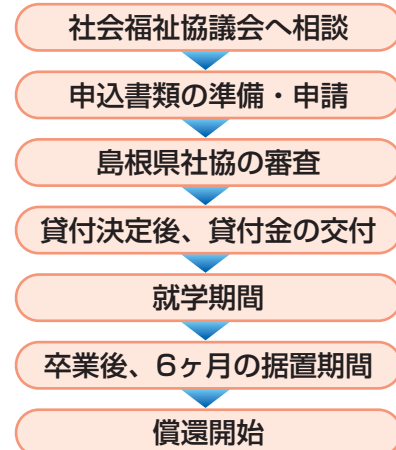 社会福祉協議会へ相談
申込書類の準備・申請
島根県社協の審査
貸付決定後、貸付金の交付
就学期間
卒業後、6ヶ月の据置期間
償還開始